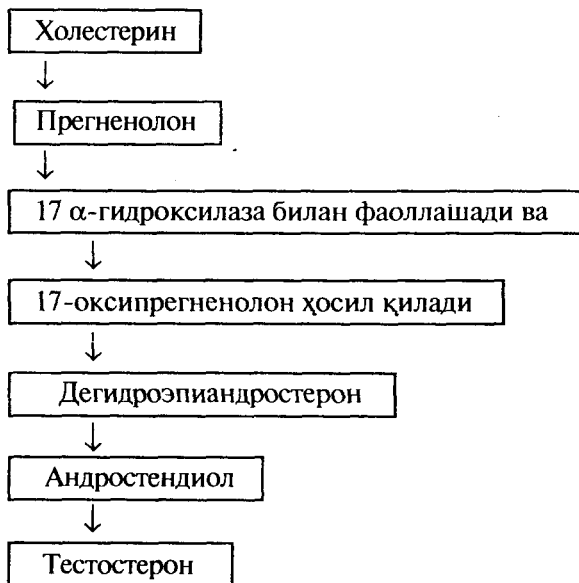 Холестерин
↓
Прегненолон
↓
17 α-гидроксилаза билан фаоллашади ва
↓
17-оксипрегненолон ҳосил қилади
↓
Дегидроэпиандростерон
↓
Андростендиол
↓
Тестостерон